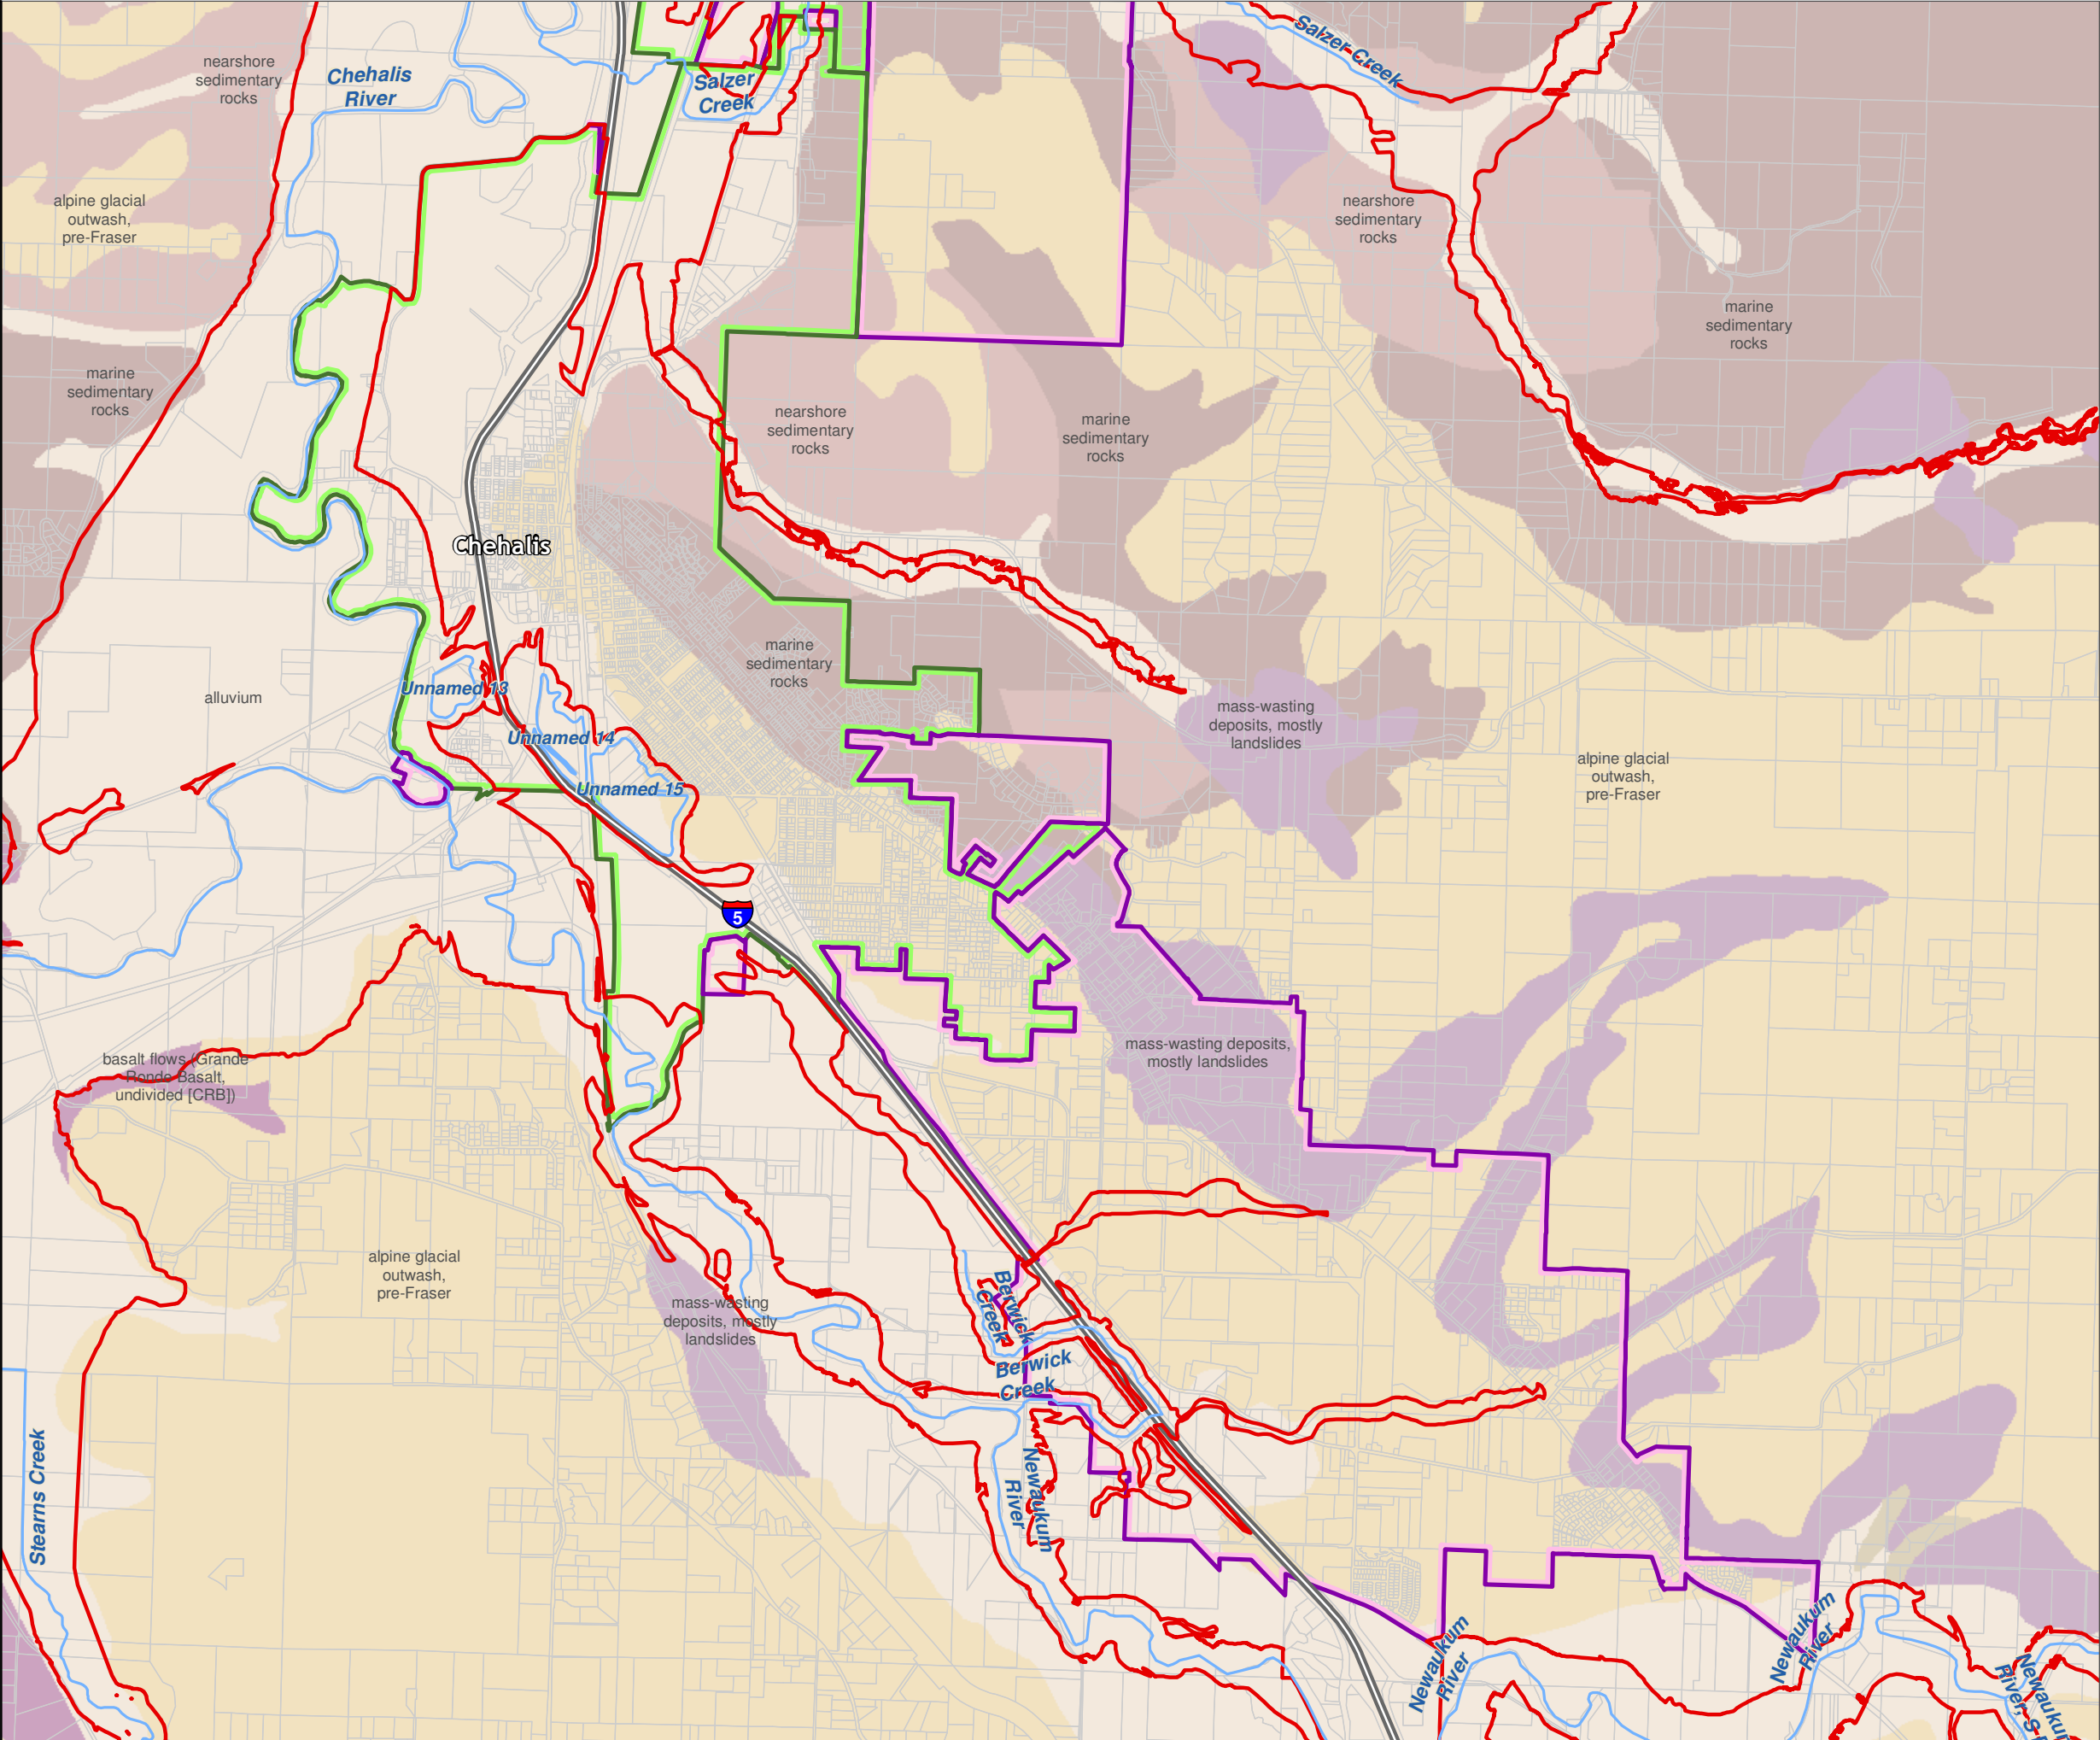 Salzer Creek
nearshore
sedimentary
rocks
Chehalis
River
Salzer
Creek
alpine glacial
outwash,
pre-Fraser
nearshore
sedimentary
rocks
marine
sedimentary
rocks
marine
sedimentary
rocks
nearshore
sedimentary
rocks
marine
sedimentary
rocks
Chehalis
marine
sedimentary
rocks
alluvium
Unnamed 13
mass-wasting
deposits, mostly
landslides
Unnamed 14
alpine glacial
outwash,
pre-Fraser
Unnamed 15
5
basalt flows (Grande
Ronde Basalt,
undivided [CRB])
mass-wasting deposits,
mostly landslides
alpine glacial
outwash,
pre-Fraser
mass-wasting
deposits, mostly
landslides
Berwick
Creek
Berwick
Creek
Stearns Creek
Newaukum
River
Newaukum
River
Newaukum
River
Newaukum
River, S